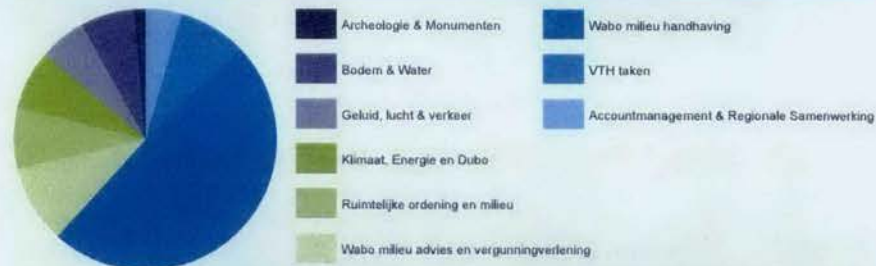 Archeologie & Monumenten
Bodem & Water
Geluid, lucht & verkeer
Klimaat, Energie en Dubo
Ruimtelijke ordening en milieu
Wabo milieu advies en vergunningverlening
Wabo milieu handhaving
VTH taken
Accountmanagement & Regionale Samenwerking